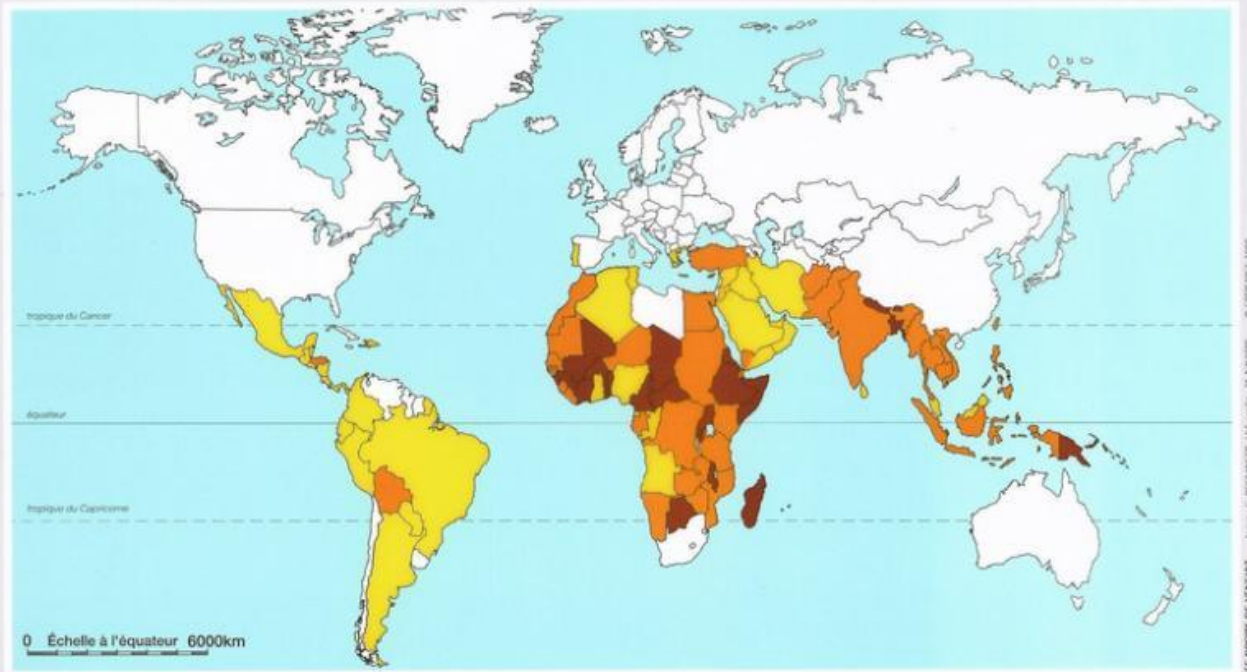 tropique du Cancer
équateur
tropique du Capricorne
0 Échelle à l'équateur 6000km